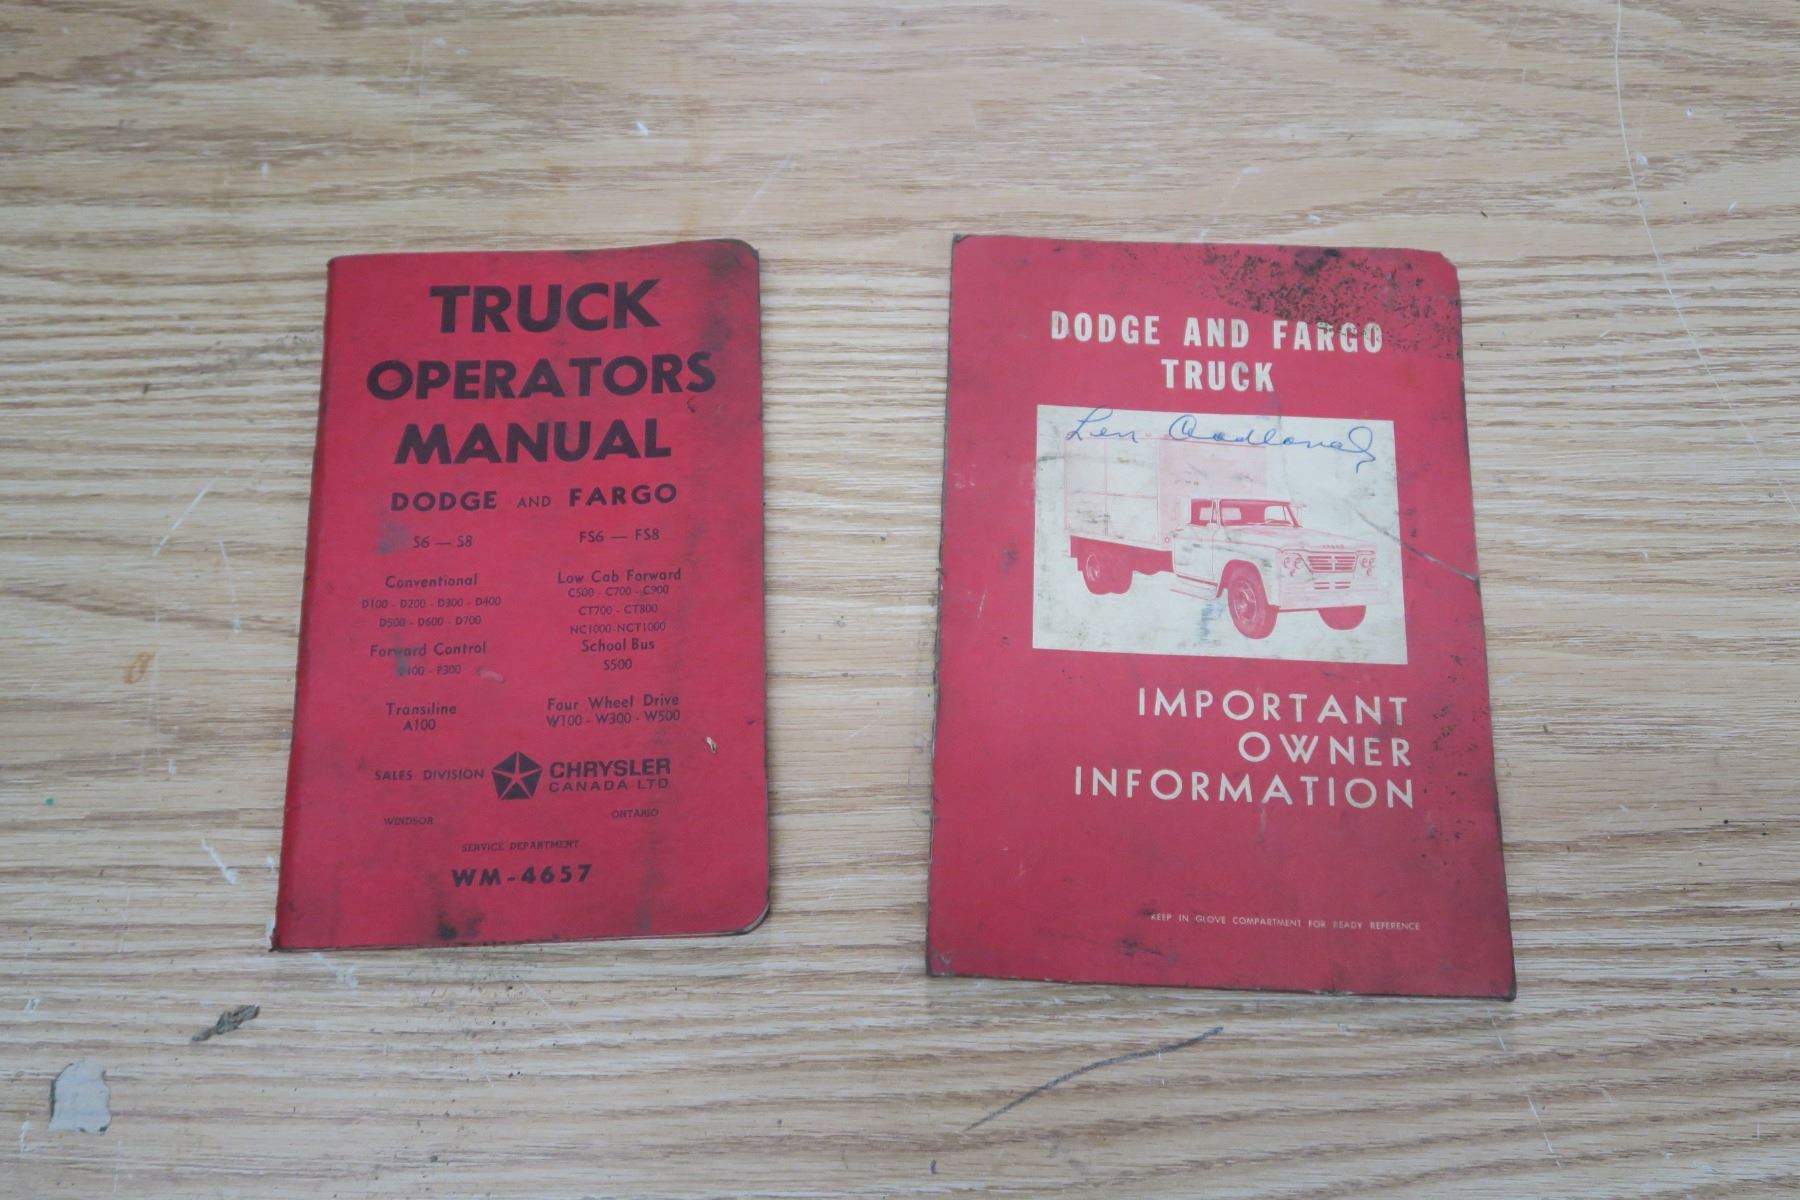 TRUCK
OPERATORS
MANUAL
DODGE AND FARGO
S6 — S8
FS6 — FS8
Conventional
D100 - D200 - D300 - D400
D500 - D600 - D700
Forward Control
P100 - P300
Transiline
A100
Low Cab Forward
C500 - C700 - C900
CT700 - CT800
NC1000-NCT1000
School Bus
S500
Four Wheel Drive
W100 - W300 - W500
SALES DIVISION CHRYSLER
CANADA LTD.
WINDSOR ONTARIO
SERVICE DEPARTMENT
WM-4657
DODGE AND FARGO
TRUCK
Len
IMPORTANT
OWNER
INFORMATION
KEEP IN GLOVE COMPARTMENT FOR READY REFERENCE